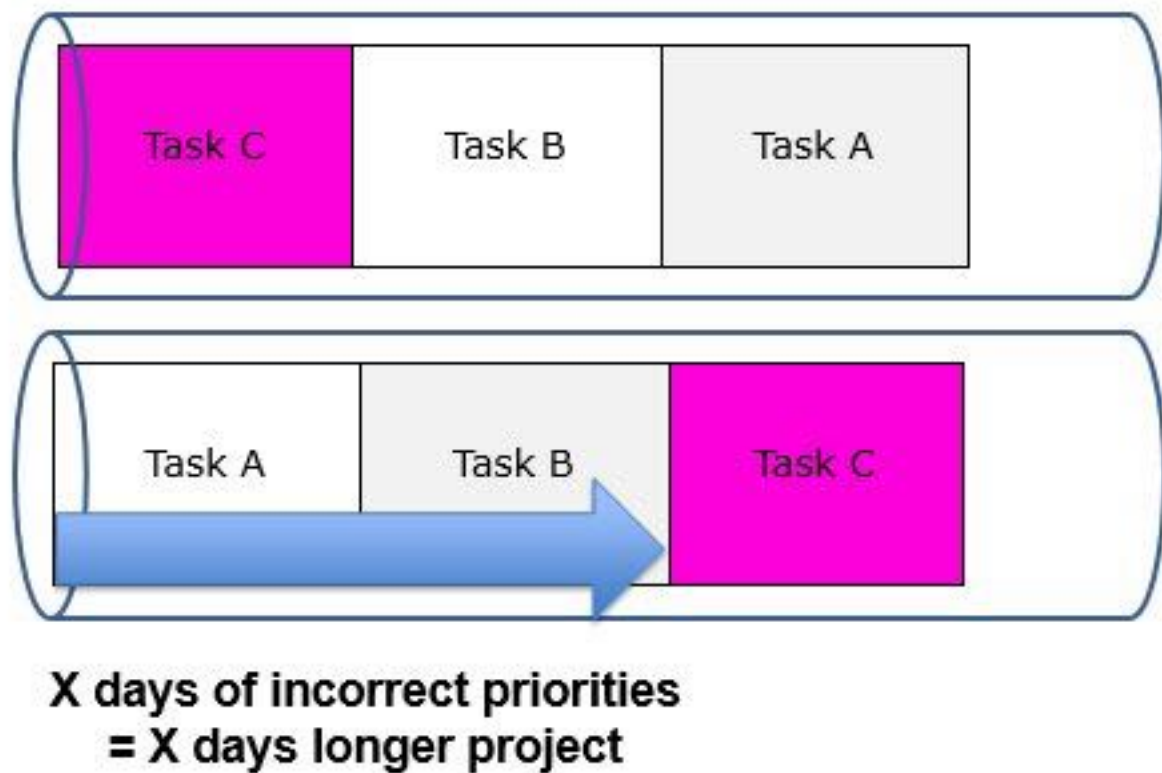 Task C Task B Task A
Task A Task B Task C
X days of incorrect priorities
= X days longer project